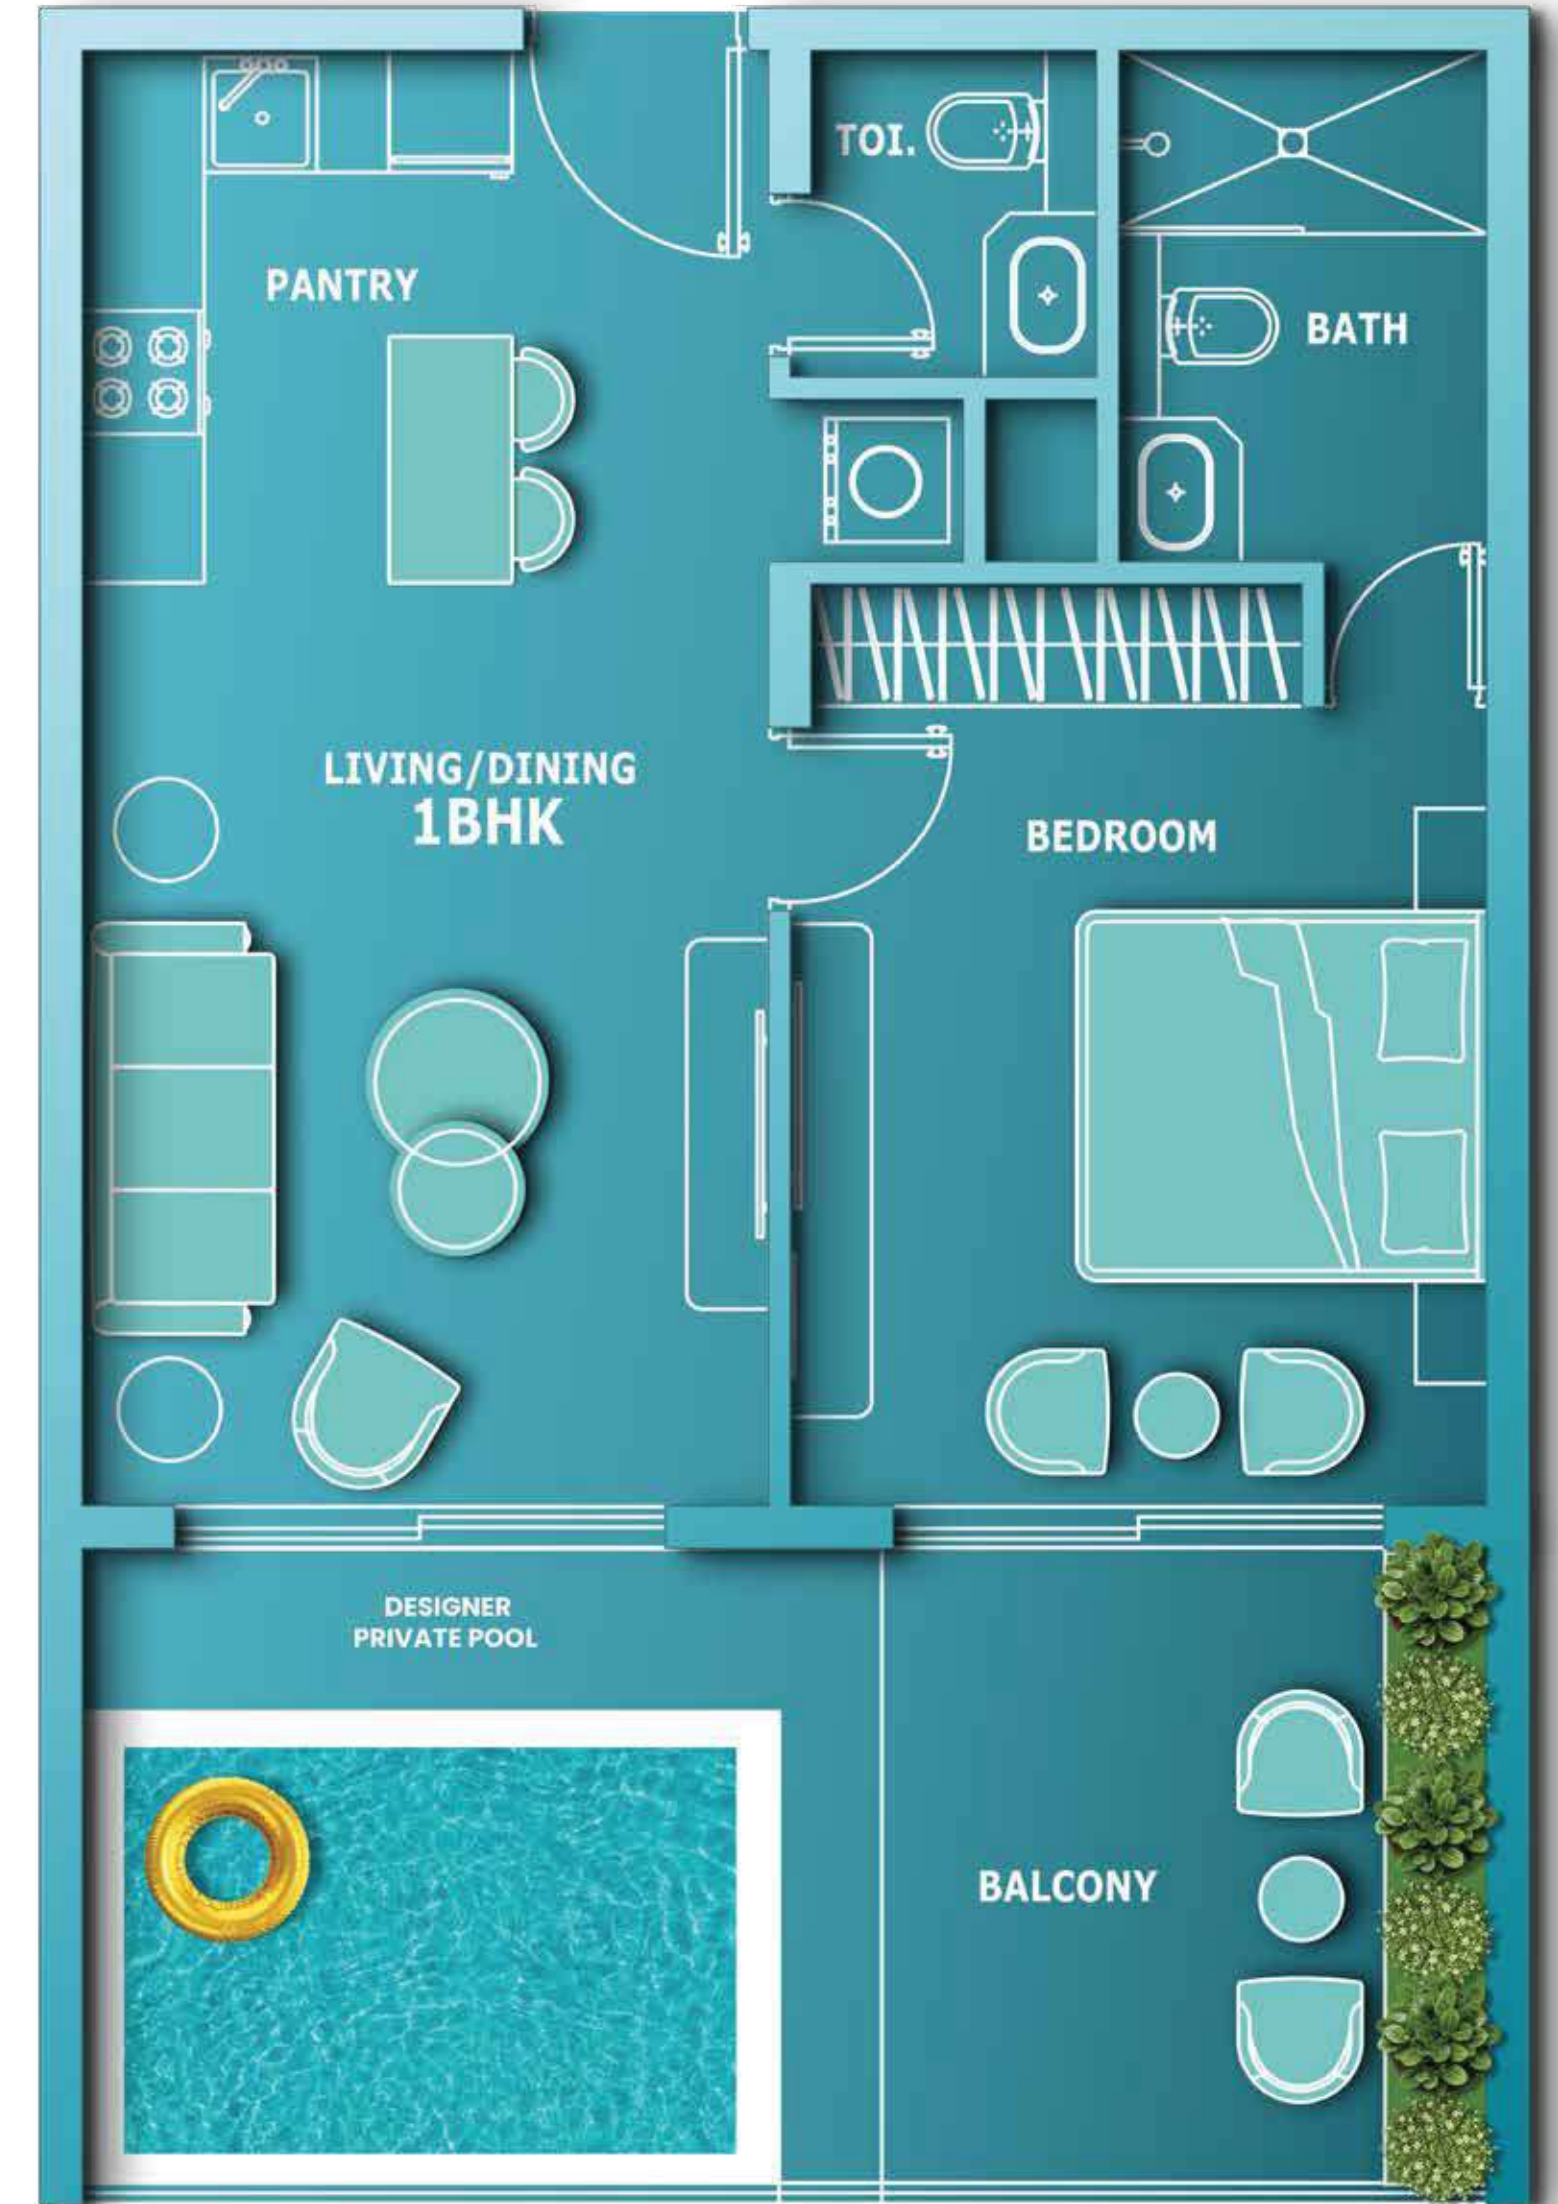 TOI.
PANTRY
BATH
LIVING/DINING
1BHK
BEDROOM
DESIGNER
PRIVATE POOL
BALCONY